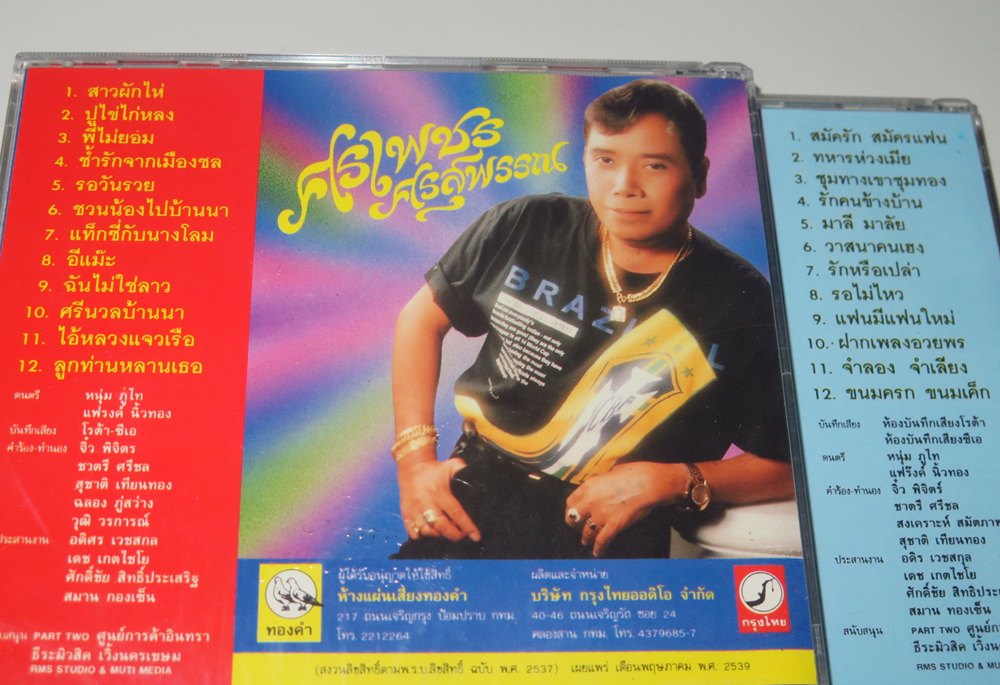 1. สาวผักไห่
2. ปูไข่ไก่หลง
3. พี่ไม่ยอม
4. ช้ำรักจากเมืองชล
5. รอวันรวย
6. ชวนน้องไปบ้านนา
7. แท็กซี่กับนางโลม
8. อีแม๊ะ
9. ฉันไม่ใช่ลาว
10. ศรีนวลบ้านนา
11. ไอ้หลวงแจวเรือ
12. ลูกท่านหลานเธอ
ดนตรี หนุ่ม ภูไท
แฟรงค์ นิ้วทอง
บันทึกเสียง โรต้า-ซีเอ
คำร้อง-ทำนอง จิ๋ว พิจิตร
ชาตรี ศรีชล
สุชาติ เทียนทอง
ฉลอง ภู่สว่าง
วุฒิ วรการณ์
ประสานงาน อดิศร เวชสกล
เดช เกตไชโย
ศักดิ์ชัย สิทธิ์ประเสริฐ
สมาน กองเซ็น
สนับสนุน PART TWO ศูนย์การค้าอินทรา
ธีระมิวสิค เวิ้งนครเขษม
RMS STUDIO & MUTI MEDIA
ศรเพชร
ศรสุพรรณ
BRAZIL
ทองคำ
ผู้ได้รับอนุญาตให้ใช้สิทธิ์
ห้างแผ่นเสียงทองคำ
217 ถนนเจริญกรุง ป้อมปราบ กทม.
โทร. 2212264
ผลิตและจำหน่าย
บริษัท กรุงไทยออดิโอ จำกัด
40-46 ถนนเจริญรัถ ซอย 24
คลองสาน กทม. โทร. 4379685-7
กรุงไทย
(สงวนลิขสิทธิ์ตามพ.ร.บ.ลิขสิทธิ์ ฉบับ พ.ศ. 2537) เผยแพร่ เดือนพฤษภาคม พ.ศ. 2539
1. สมัครัก สมัครแฟน
2. ทหารห่วงเมีย
3. ชุมทางเขาชุมทอง
4. รักคนข้างบ้าน
5. มาลี มาลัย
6. วาสนาคนเฮง
7. รักหรือเปล่า
8. รอไม่ไหว
9. แฟนมีแฟนใหม่
10. ฝากเพลงอวยพร
11. จำลอง จำเลียง
12. ขนมครก ขนมเค็ก
บันทึกเสียง ห้องบันทึกเสียงโรต้า
ห้องบันทึกเสียงซีเอ
ดนตรี หนุ่ม ภูไท
แฟร๊งค์ นิ้วทอง
คำร้อง-ทำนอง จิ๋ว พิจิตร์
ชาตรี ศรีชล
สงเคราะห์ สมัตภาพ
สุชาติ เทียนทอง
ประสานงาน อดิร เวชสกุล
เดช เกตไชโย
ศักดิ์ชัย สิทธิประ
สมาน ทองเซ็น
สนับสนุน PART TWO ศูนย์
ธีระมิวสิค เวิ้งนคร
RMS STUDIO & MU